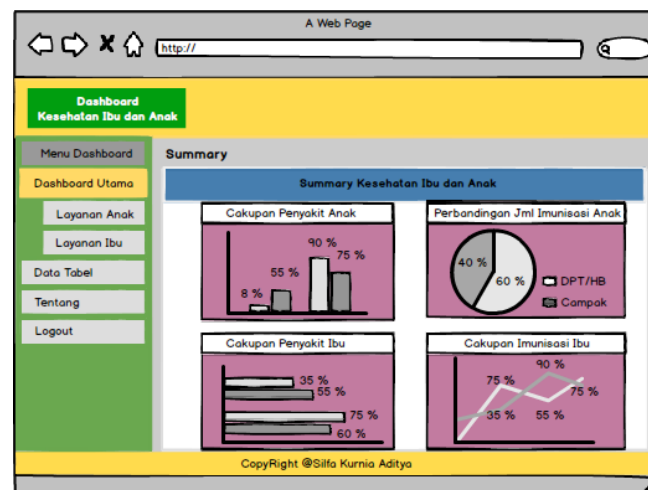 A Web Page
http://
Dashboard
Kesehatan Ibu dan Anak
Menu Dashboard
Dashboard Utama
Layanan Anak
Layanan Ibu
Data Tabel
Tentang
Logout
Summary
Summary Kesehatan Ibu dan Anak
Cakupan Penyakit Anak
8 %
55 %
90 %
75 %
Perbandingan Jml Imunisasi Anak
40 %
60 %
DPT/HB
Campak
Cakupan Penyakit Ibu
35 %
55 %
75 %
60 %
Cakupan Imunisasi Ibu
90 %
75 %
75 %
35 %
55 %
CopyRight @Silfa Kurnia Aditya